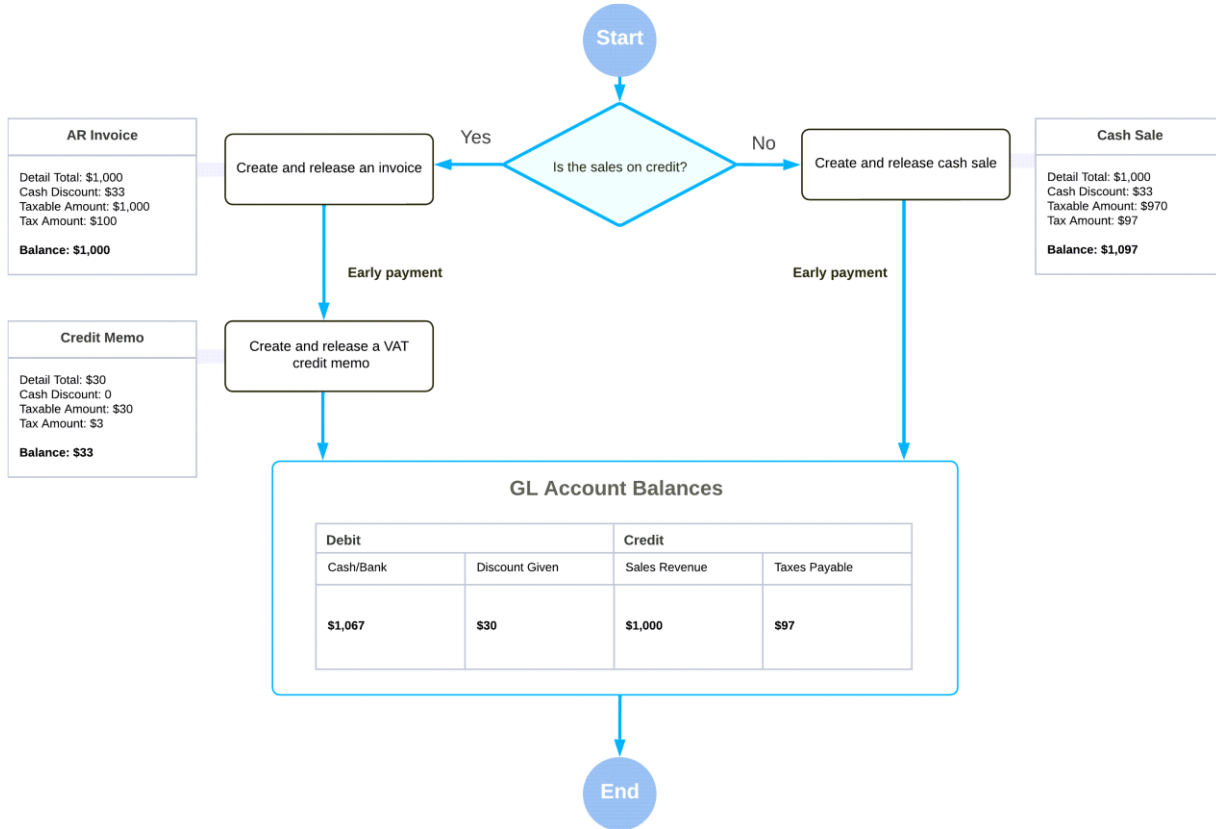 Start
Is the sales on credit?
Yes
No
Create and release an invoice
Create and release cash sale
AR Invoice
Detail Total: $1,000
Cash Discount: $33
Taxable Amount: $1,000
Tax Amount: $100
Balance: $1,000
Cash Sale
Detail Total: $1,000
Cash Discount: $33
Taxable Amount: $970
Tax Amount: $97
Balance: $1,097
Early payment
Early payment
Create and release a VAT
credit memo
Credit Memo
Detail Total: $30
Cash Discount: 0
Taxable Amount: $30
Tax Amount: $3
Balance: $33
GL Account Balances
Debit Credit
Cash/Bank Discount Given Sales Revenue Taxes Payable
$1,067 $30 $1,000 $97
End